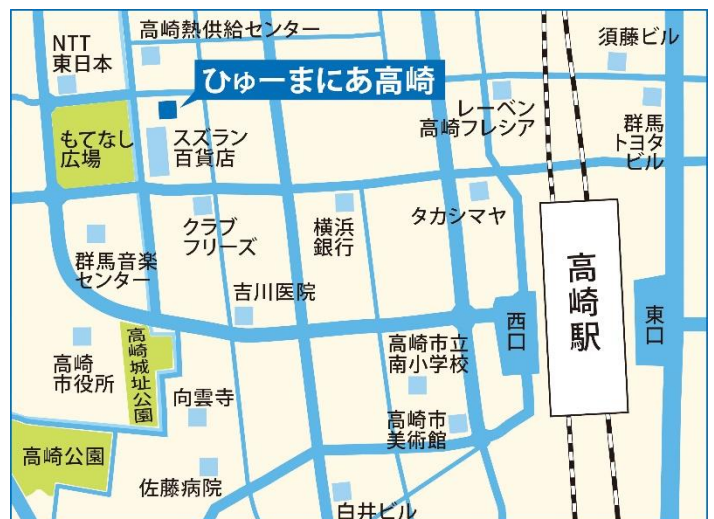 高崎熱供給センター
NTT
東日本
須藤ビル
ひゅーまにあ高崎
もてなし
広場
スズラン
百貨店
レーベン
高崎フレシア
群馬
トヨタ
ビル
クラブ
フリーズ
横浜
銀行
タカシマヤ
群馬音楽
センター
吉川医院
高崎駅
西口
東口
高崎
市役所
高崎城址公園
高崎市立
南小学校
向雲寺
高崎市
美術館
高崎公園
佐藤病院
白井ビル